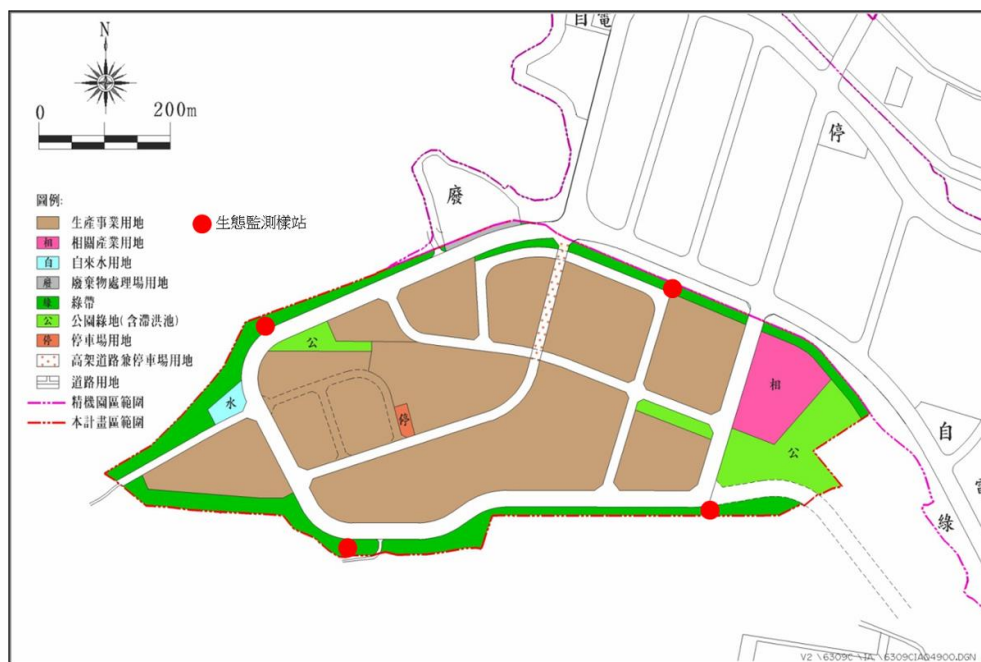 N
0 200m
圖例:
生產事業用地
生態監測樣站
相 相關產業用地
自 自來水用地
廢 廢棄物處理場用地
綠 綠帶
公 公園綠地(含滯洪池)
停 停車場用地
高架道路兼停車場用地
道路用地
精機園區範圍
本計畫區範圍
自 電
停
廢
公
相
水
停
公
自
電
綠
V2 \6309C \IA \6309CIA04900.DGN